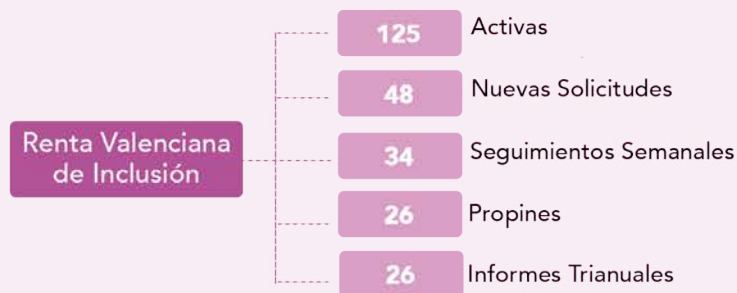 125 Activas
48 Nuevas Solicitudes
Renta Valenciana
de Inclusión
34 Seguimientos Semanales
26 Propines
26 Informes Trianuales